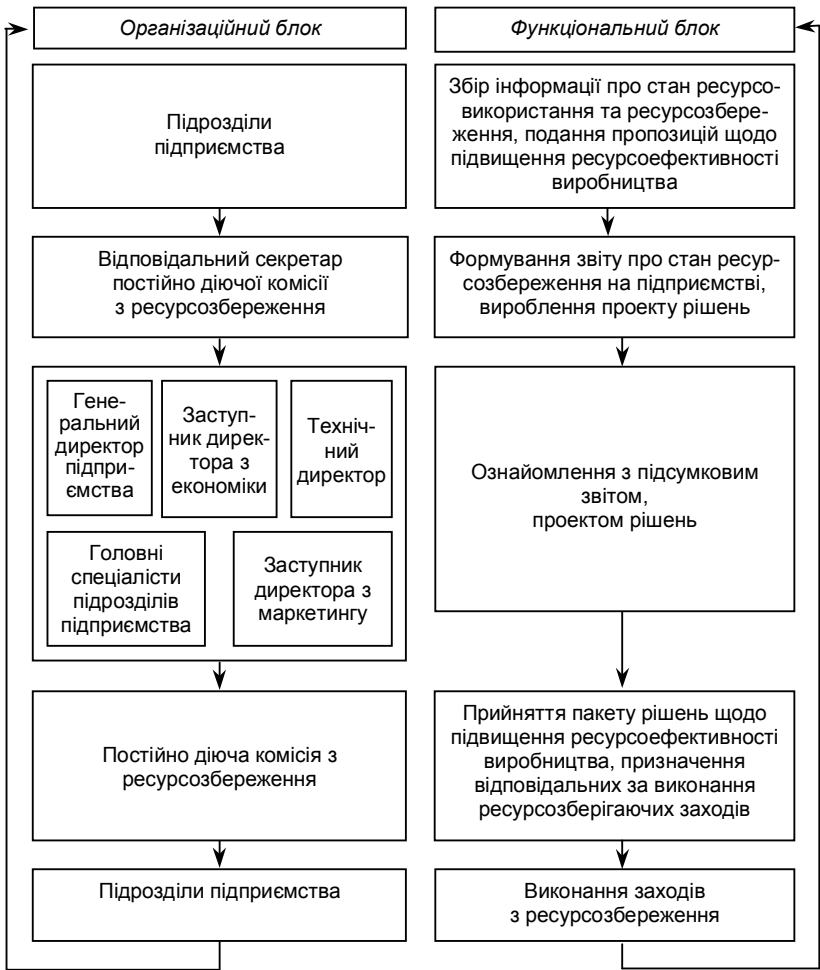 Організаційний блок
Функціональний блок
Підрозділи
підприємства
Збір інформації про стан ресурсо-
використання та ресурсозбере-
ження, подання пропозицій щодо
підвищення ресурсоефективності
виробництва
Відповідальний секретар
постійно діючої комісії
з ресурсозбереження
Формування звіту про стан ресур-
созбереження на підприємстві,
вироблення проекту рішень
Гене-
ральний
директор
підпри-
ємства
Заступ-
ник дирек-
тора з
економіки
Техніч-
ний
директор
Головні
спеціалісти
підрозділів
підприємства
Заступник
директора з
маркетингу
Ознайомлення з підсумковим
звітом,
проектом рішень
Постійно діюча комісія з
ресурсозбереження
Прийняття пакету рішень щодо
підвищення ресурсоефективності
виробництва, призначення
відповідальних за виконання
ресурсозберігаючих заходів
Підрозділи підприємства
Виконання заходів
з ресурсозбереження